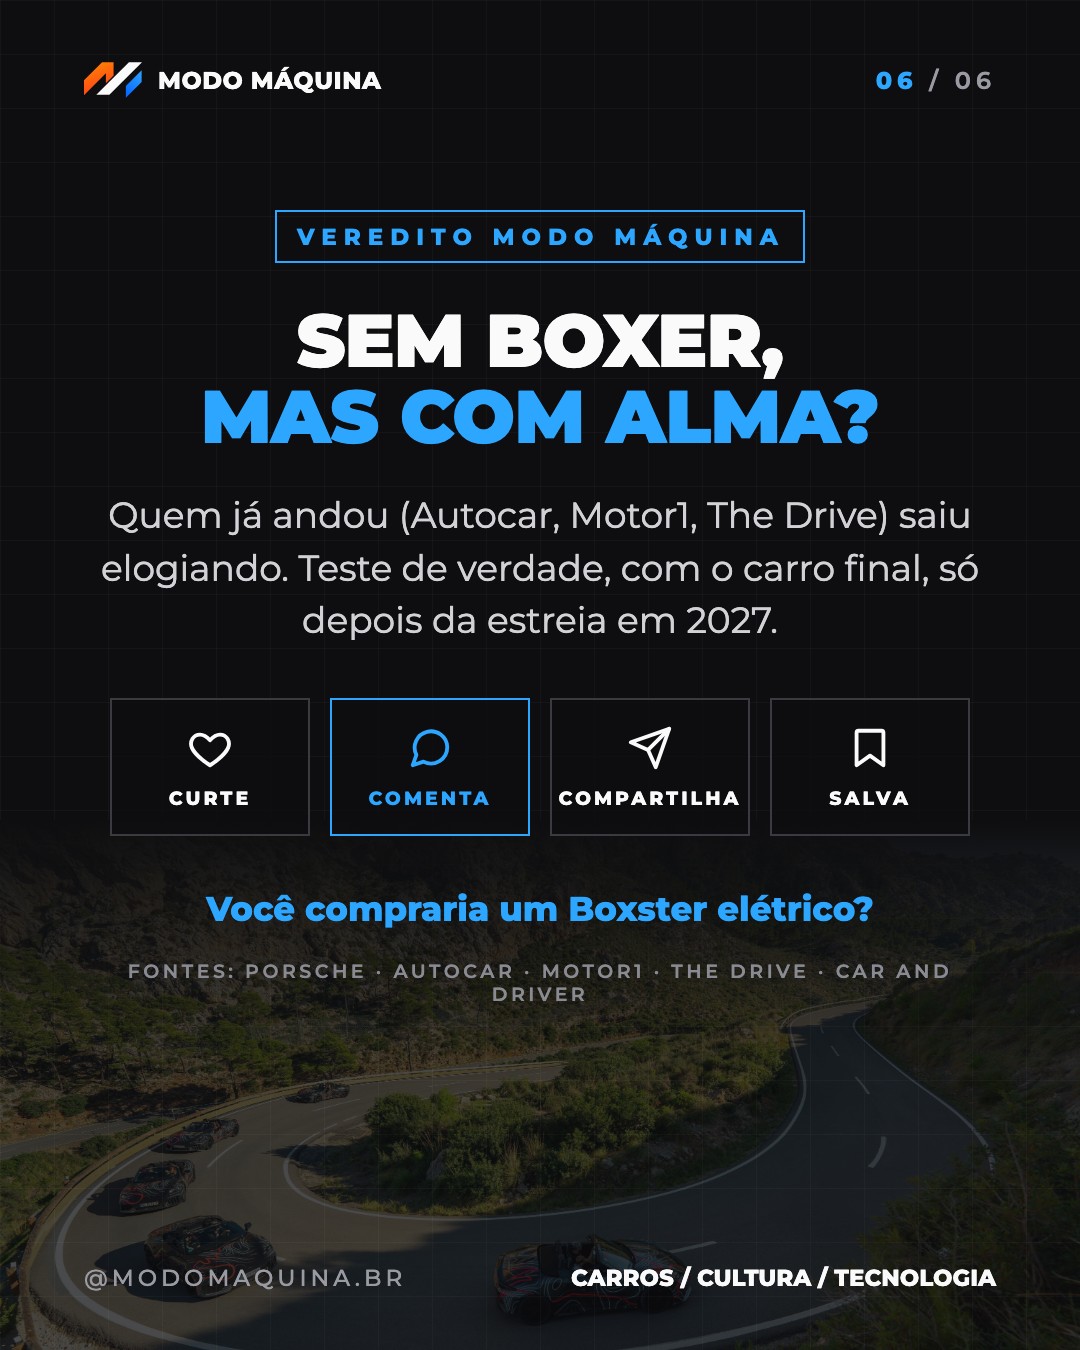 MODO MÁQUINA
06 / 06
VEREDITO MODO MÁQUINA
SEM BOXER,
MAS COM ALMA?
Quem já andou (Autocar, Motor1, The Drive) saiu
elogiando. Teste de verdade, com o carro final, só
depois da estreia em 2027.
CURTE
COMENTA
COMPARTILHA
SALVA
Você compraria um Boxster elétrico?
FONTES: PORSCHE · AUTOCAR · MOTOR1 · THE DRIVE · CAR AND
DRIVER
@MODOMAQUINA.BR
CARROS / CULTURA / TECNOLOGIA